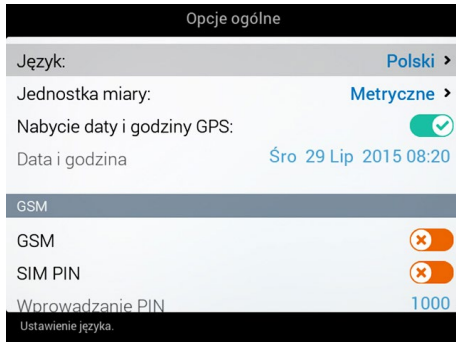 Opcje ogólne
Język: Polski
Jednostka miary: Metryczne
Nabycie daty i godziny GPS:
Data i godzina Śro 29 Lip 2015 08:20
GSM
GSM
SIM PIN
Wprowadzanie PIN 1000
Ustawienie języka.